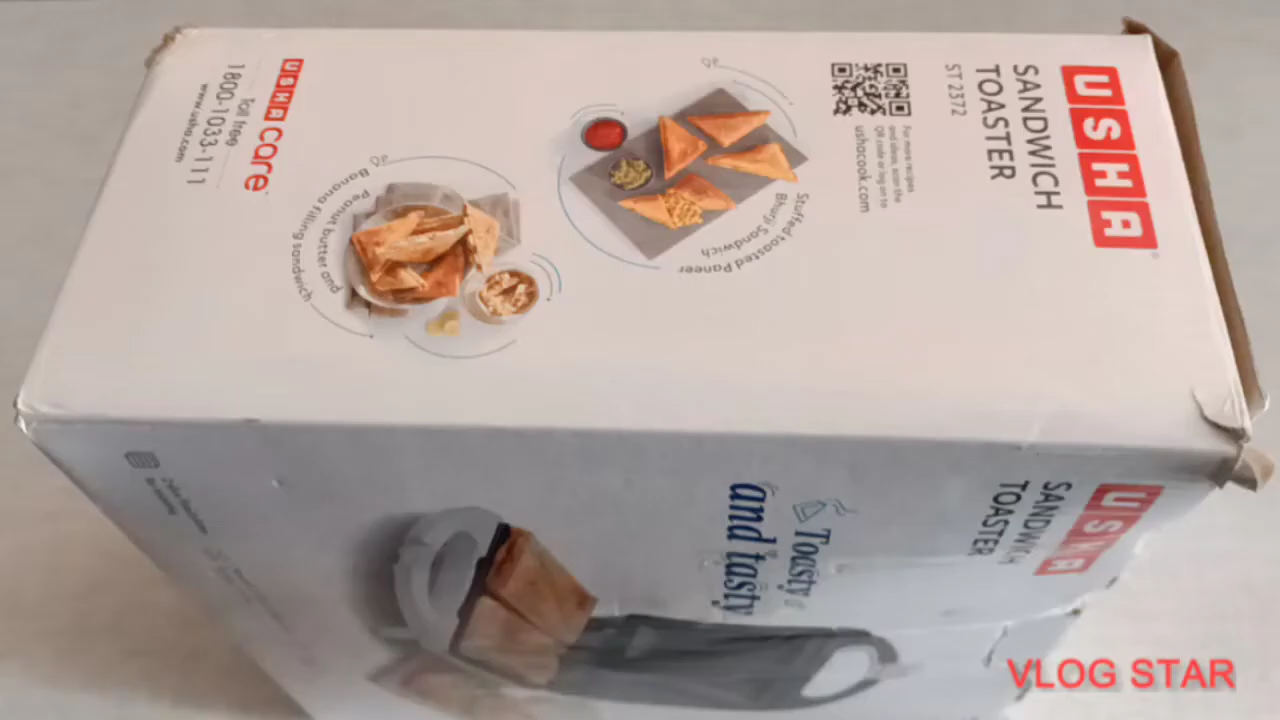 USHA
SANDWICH
TOASTER
ST 2372
For more recipes
and ideas, scan the
QR code or log on to
ushacook.com
Stuffed toasted Paneer
Bhurji Sandwich
Peanut butter and
Banana filling sandwich
USHA care
Toll free
1800-1033-111
www.usha.com
USHA
SANDWICH
TOASTER
Toasty
and tasty
VLOG STAR